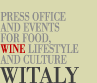 PRESS OFFICE
AND EVENTS
FOR FOOD,
WINE LIFESTYLE
AND CULTURE
WITALY